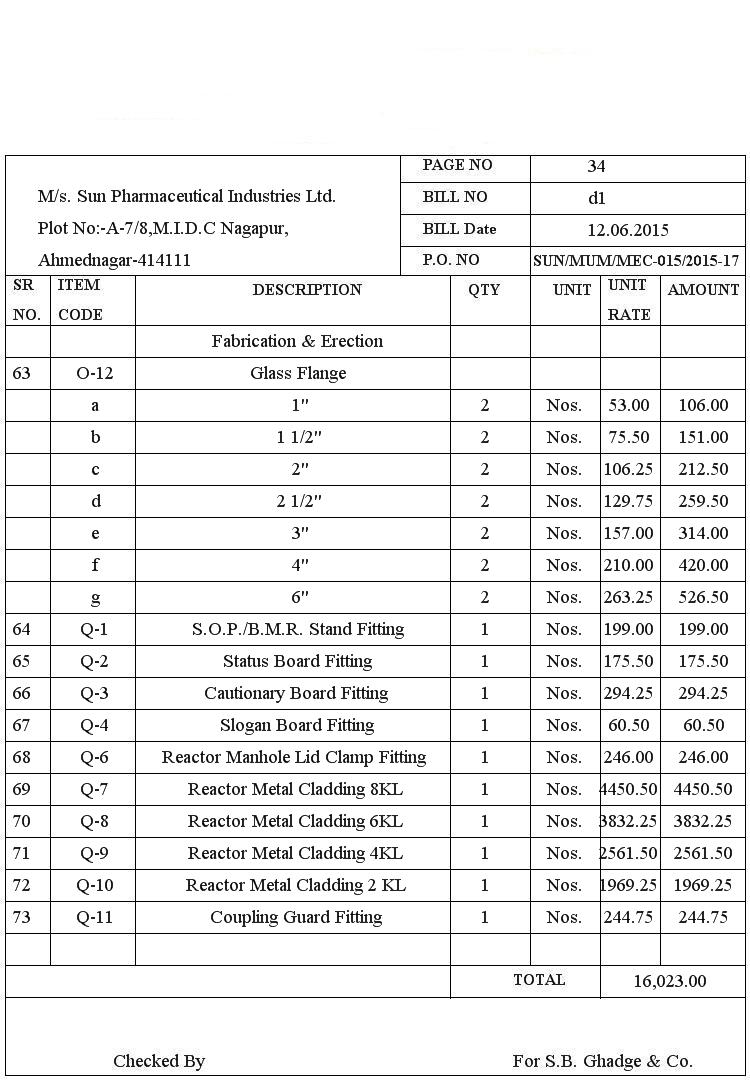 PAGE NO 34
M/s. Sun Pharmaceutical Industries Ltd. BILL NO d1
Plot No:-A-7/8,M.I.D.C Nagapur, BILL Date 12.06.2015
Ahmednagar-414111 P.O. NO SUN/MUM/MEC-015/2015-17
SR NO. ITEM CODE DESCRIPTION QTY UNIT UNIT RATE AMOUNT
Fabrication & Erection
63 O-12 Glass Flange
a 1" 2 Nos. 53.00 106.00
b 1 1/2" 2 Nos. 75.50 151.00
c 2" 2 Nos. 106.25 212.50
d 2 1/2" 2 Nos. 129.75 259.50
e 3" 2 Nos. 157.00 314.00
f 4" 2 Nos. 210.00 420.00
g 6" 2 Nos. 263.25 526.50
64 Q-1 S.O.P./B.M.R. Stand Fitting 1 Nos. 199.00 199.00
65 Q-2 Status Board Fitting 1 Nos. 175.50 175.50
66 Q-3 Cautionary Board Fitting 1 Nos. 294.25 294.25
67 Q-4 Slogan Board Fitting 1 Nos. 60.50 60.50
68 Q-6 Reactor Manhole Lid Clamp Fitting 1 Nos. 246.00 246.00
69 Q-7 Reactor Metal Cladding 8KL 1 Nos. 4450.50 4450.50
70 Q-8 Reactor Metal Cladding 6KL 1 Nos. 3832.25 3832.25
71 Q-9 Reactor Metal Cladding 4KL 1 Nos. 2561.50 2561.50
72 Q-10 Reactor Metal Cladding 2 KL 1 Nos. 1969.25 1969.25
73 Q-11 Coupling Guard Fitting 1 Nos. 244.75 244.75
TOTAL 16,023.00
Checked By For S.B. Ghadge & Co.